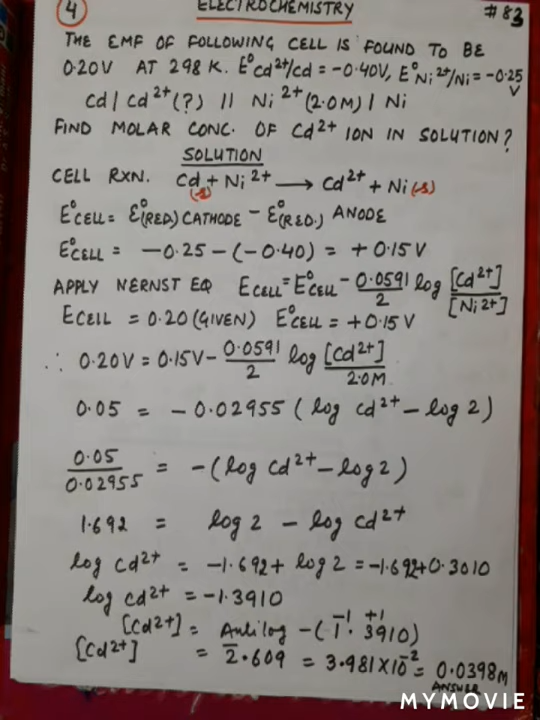 ④ ELECTROCHEMISTRY #83
THE EMF OF FOLLOWING CELL IS FOUND TO BE
0.20V AT 298 K. E°Cd²⁺/Cd = -0.40V, E°Ni²⁺/Ni = -0.25 V
Cd | Cd²⁺(?) || Ni²⁺(2.0M) | Ni
FIND MOLAR CONC. OF Cd²⁺ ION IN SOLUTION?
SOLUTION
CELL RXN. Cd(s) + Ni²⁺ → Cd²⁺ + Ni(s)
E°CELL = E°(RED) CATHODE - E°(RED.) ANODE
E°CELL = -0.25 - (-0.40) = +0.15 V
APPLY NERNST EQ ECELL = E°CELL - 0.0591/2 log [Cd²⁺]/[Ni²⁺]
ECELL = 0.20 (GIVEN) E°CELL = +0.15 V
∴ 0.20V = 0.15V - 0.0591/2 log [Cd²⁺]/2.0M
0.05 = -0.02955 (log Cd²⁺ - log 2)
0.05/0.02955 = -(log Cd²⁺ - log 2)
1.692 = log 2 - log Cd²⁺
log Cd²⁺ = -1.692 + log 2 = -1.692 + 0.3010
log Cd²⁺ = -1.3910
-1 +1
[Cd²⁺] = Antilog -(1̄.3910)
[Cd²⁺] = 2̄.609 = 3.981 × 10⁻² = 0.0398M
ANSWER
MYMOVIE